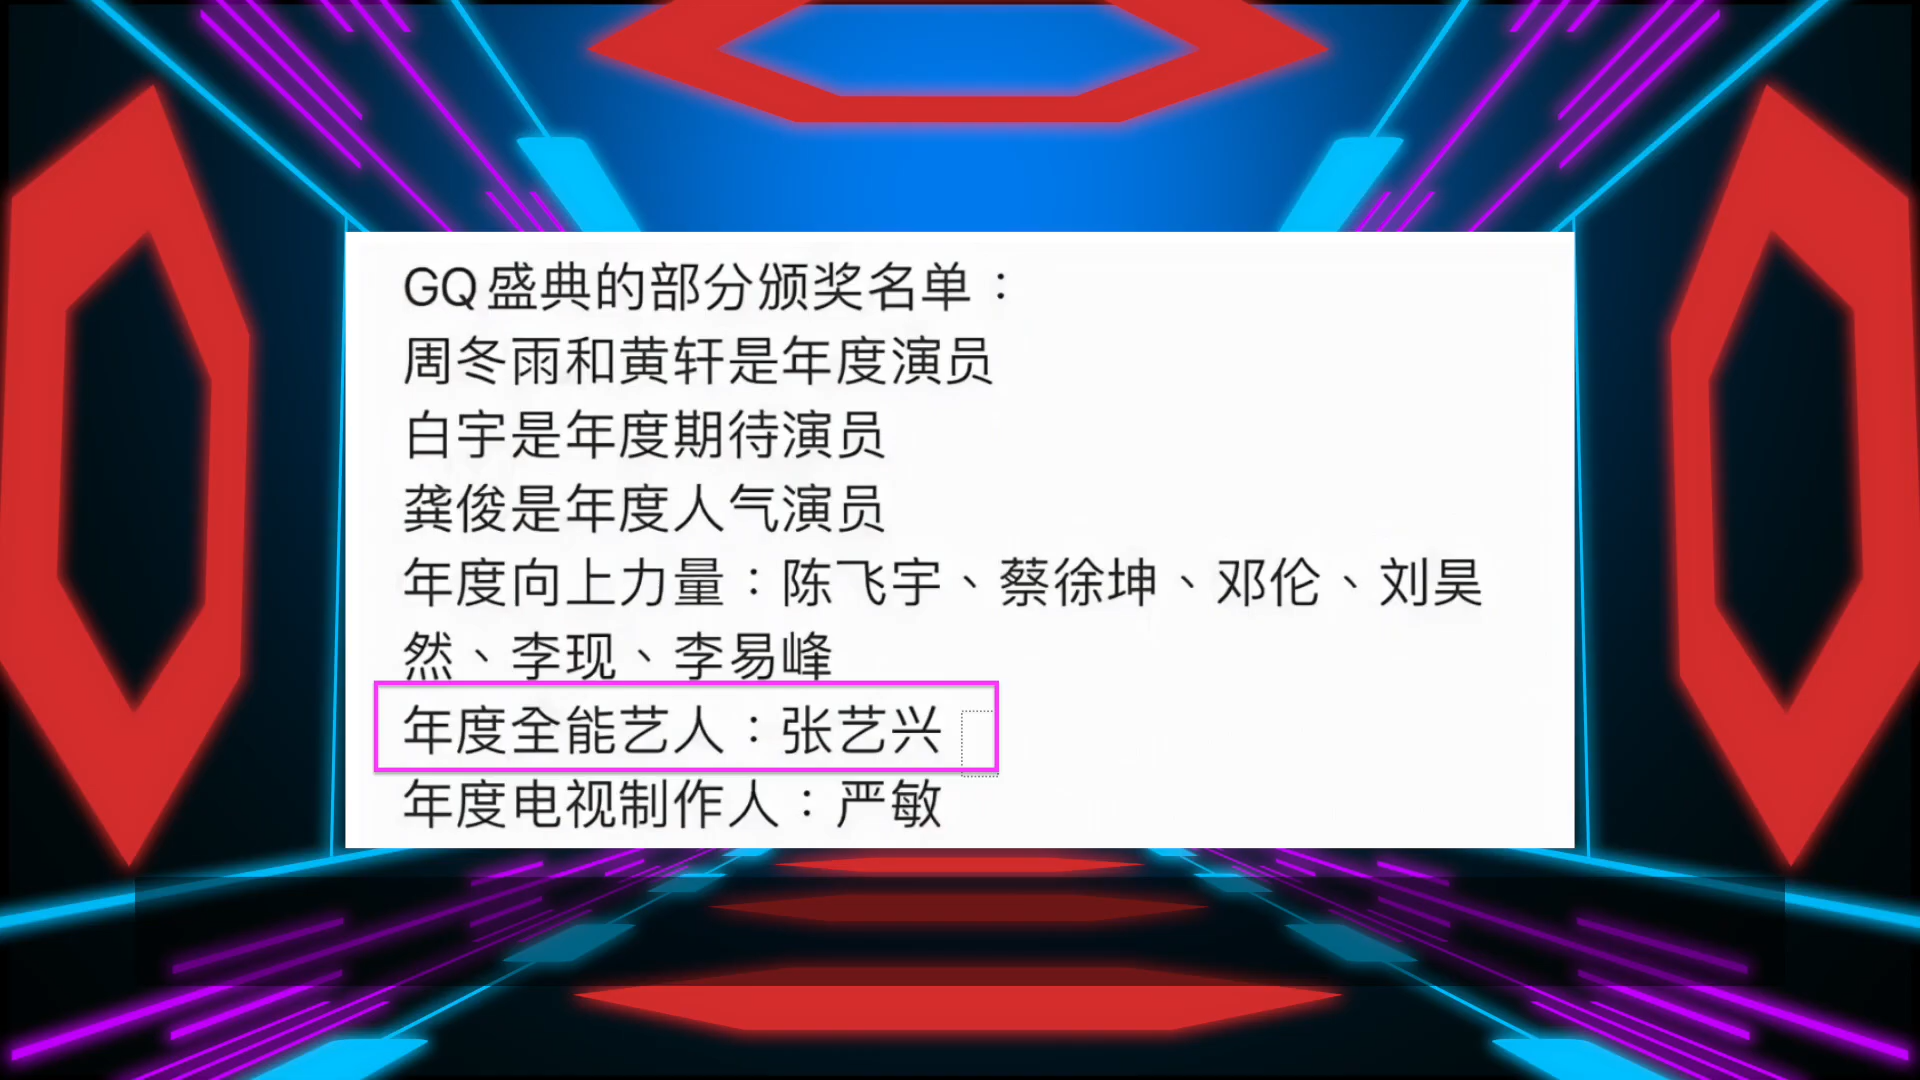 GQ盛典的部分颁奖名单：
周冬雨和黄轩是年度演员
白宇是年度期待演员
龚俊是年度人气演员
年度向上力量：陈飞宇、蔡徐坤、邓伦、刘昊
然、李现、李易峰
年度全能艺人：张艺兴
年度电视制作人：严敏